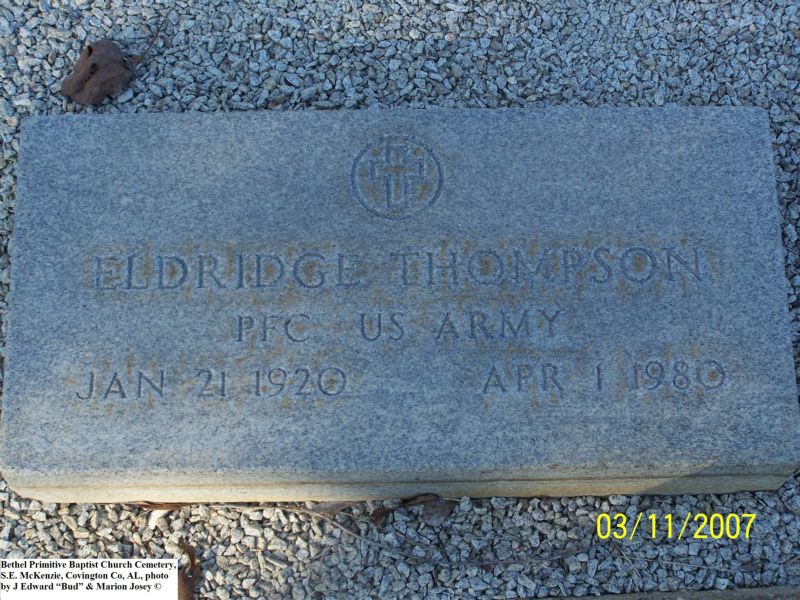 ELDRIDGE THOMPSON
PFC US ARMY
JAN 21 1920 APR 1 1980
03/11/2007
Bethel Primitive Baptist Church Cemetery,
S.E. McKenzie, Covington Co, AL, photo
by J Edward “Bud” & Marion Josey ©